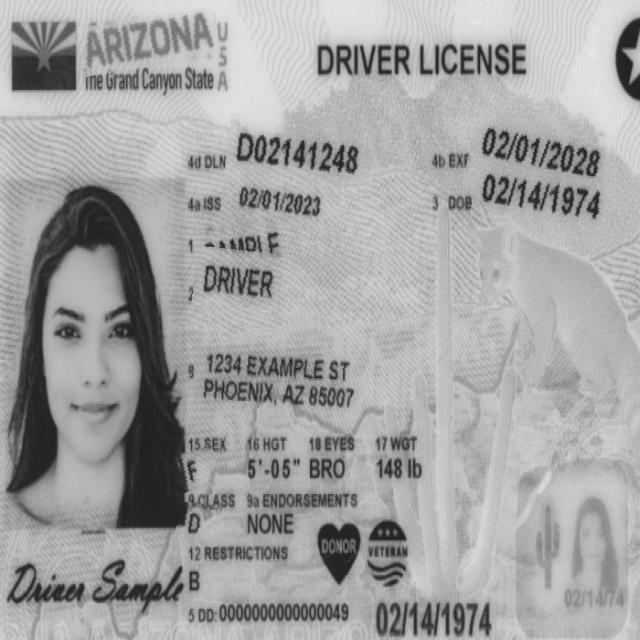 ARIZONA USA
The Grand Canyon State
DRIVER LICENSE
4d DLN D02141248
4b EXP 02/01/2028
4a ISS 02/01/2023
3 DOB 02/14/1974
1
2 DRIVER
8 1234 EXAMPLE ST
PHOENIX, AZ 85007
15 SEX 16 HGT 18 EYES 17 WGT
F 5'-05" BRO 148 lb
9 CLASS 9a ENDORSEMENTS
D NONE
12 RESTRICTIONS
B
DONOR
VETERAN
Driver Sample
5 DD: 0000000000000049
02/14/1974
02/14/74